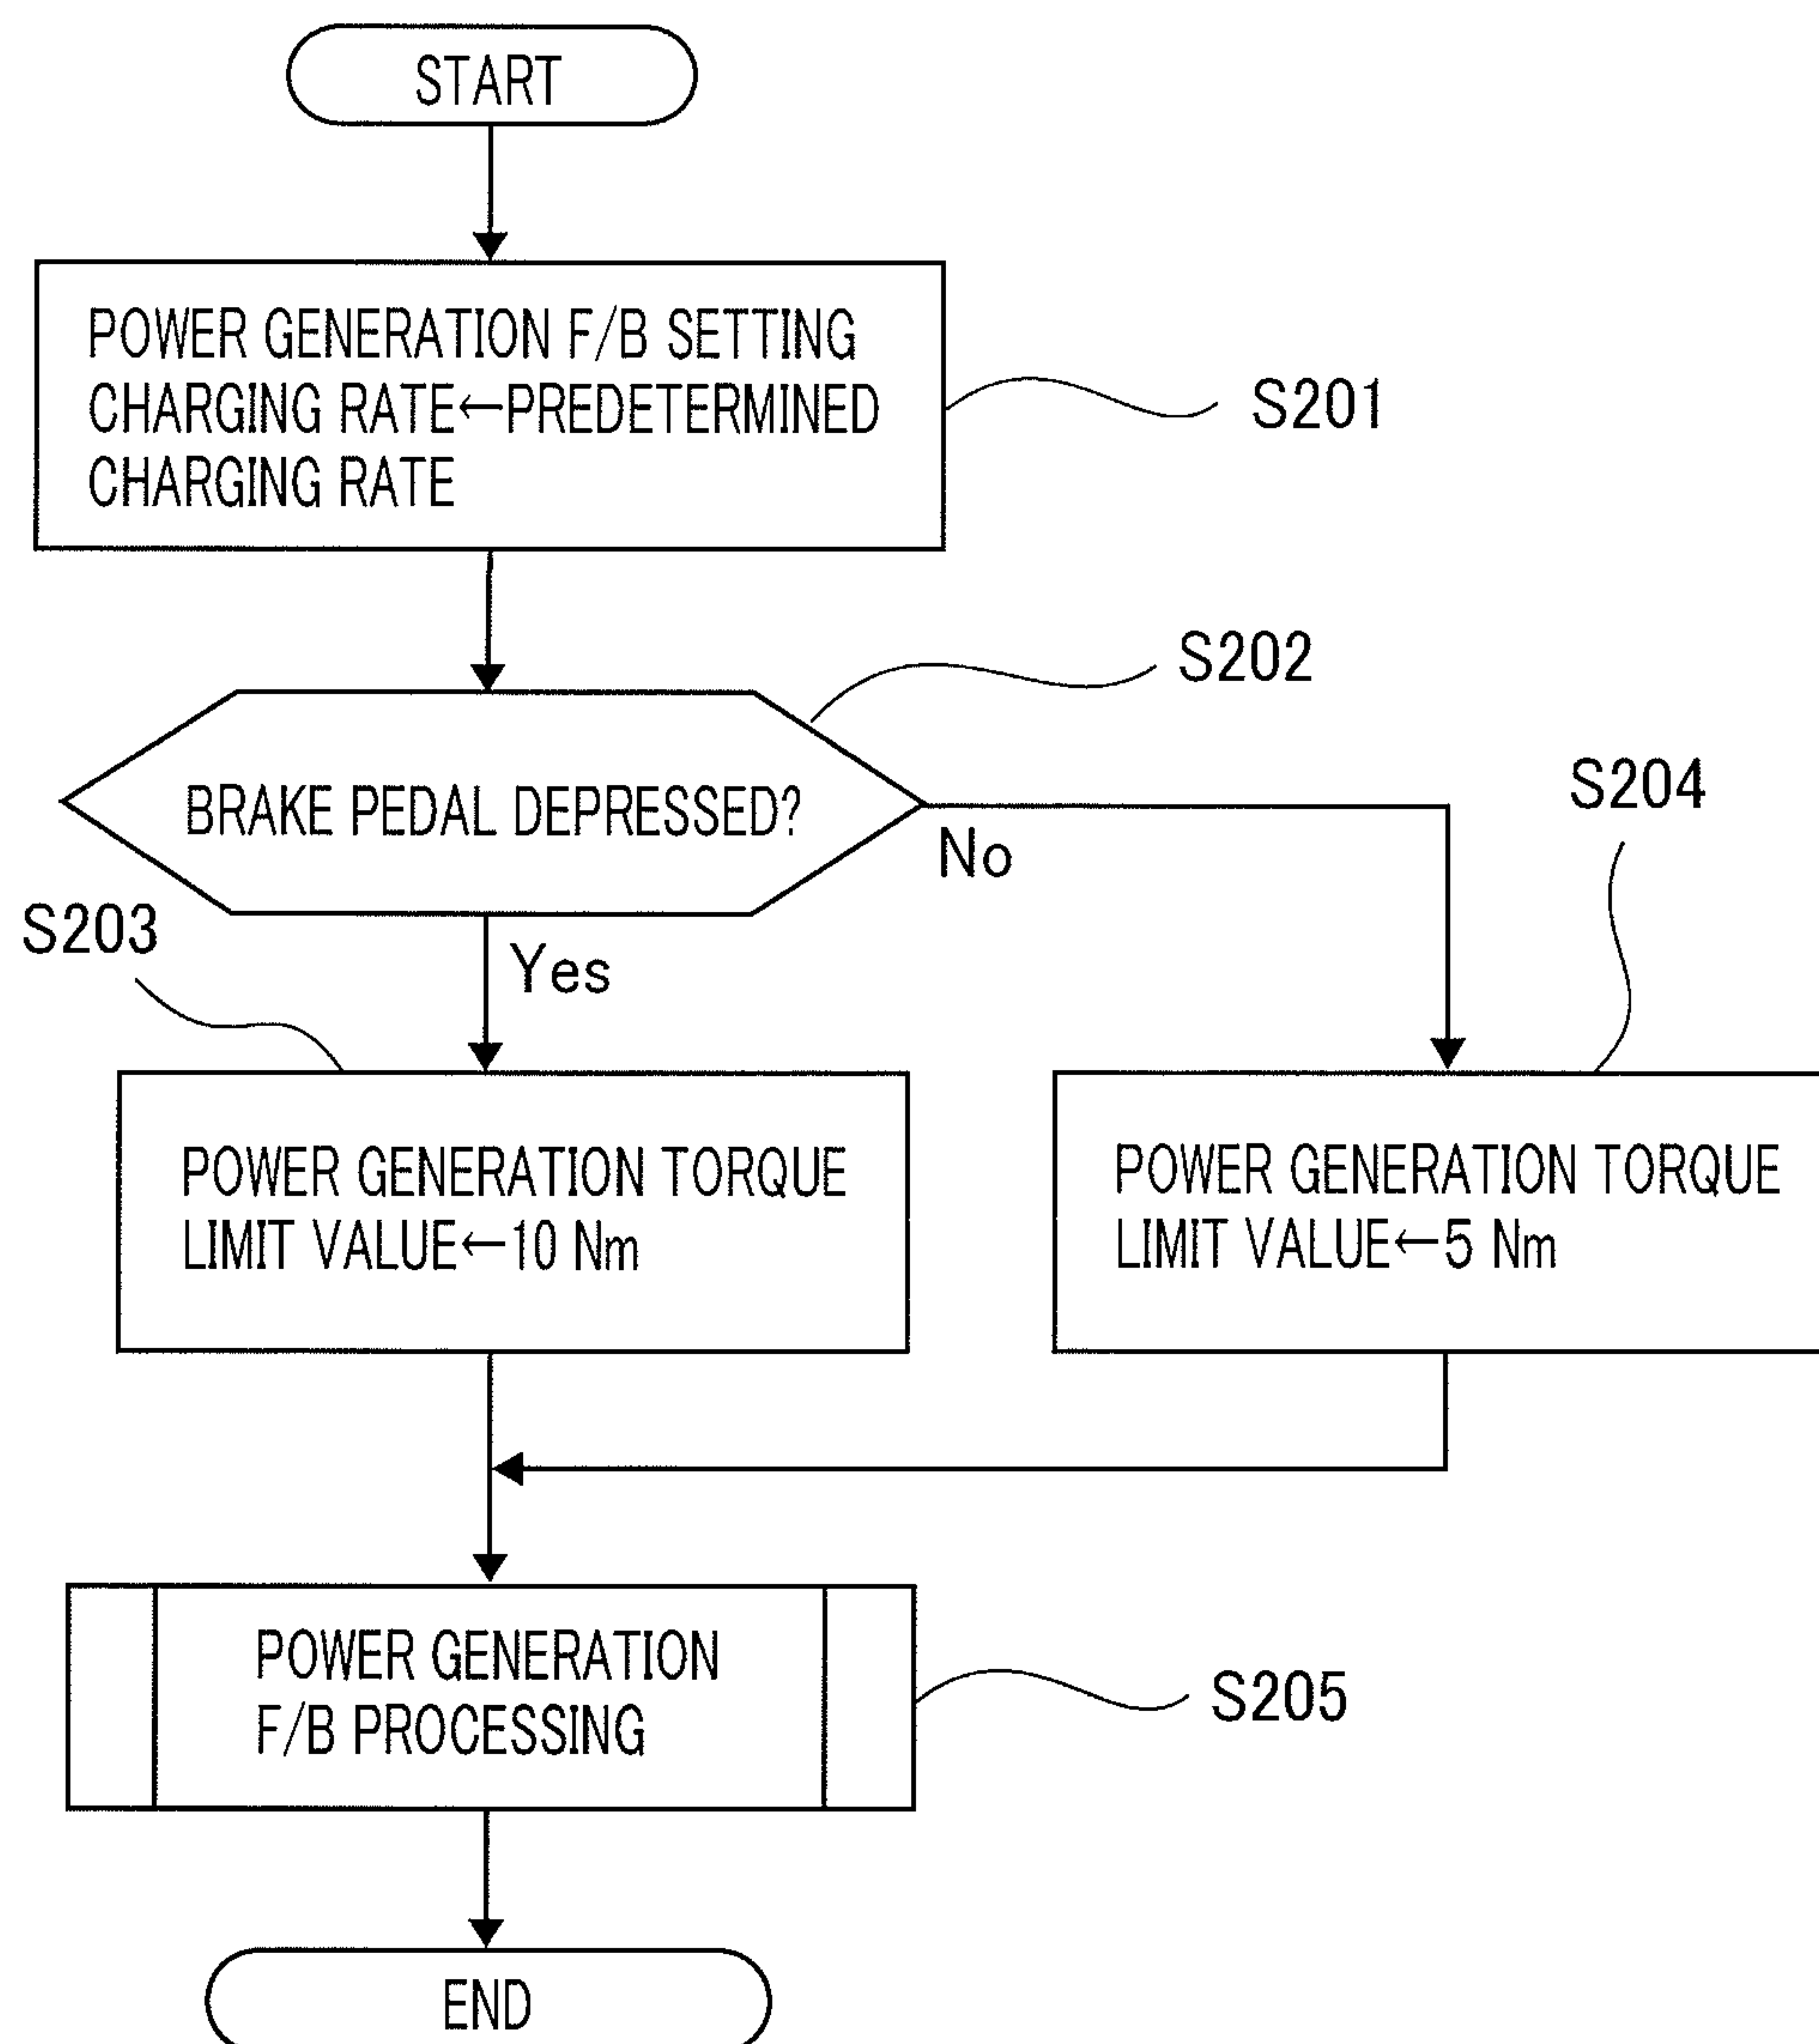 START
POWER GENERATION F/B SETTING
CHARGING RATE←PREDETERMINED
CHARGING RATE
S201
S202
BRAKE PEDAL DEPRESSED?
No
S204
S203
Yes
POWER GENERATION TORQUE
LIMIT VALUE←10 Nm
POWER GENERATION TORQUE
LIMIT VALUE←5 Nm
POWER GENERATION
F/B PROCESSING
S205
END